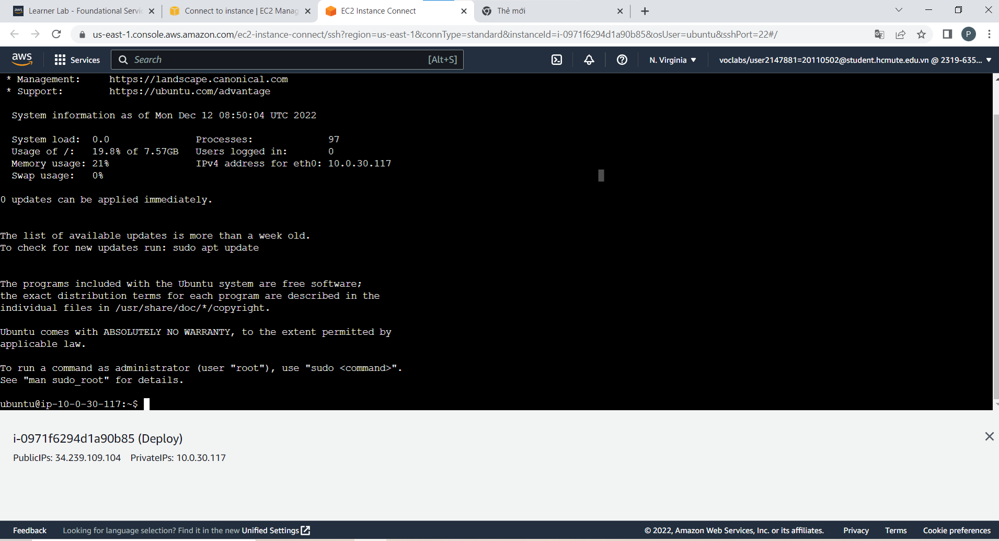 Learner Lab - Foundational Servi
Connect to instance | EC2 Manag
EC2 Instance Connect
Thẻ mới
us-east-1.console.aws.amazon.com/ec2-instance-connect/ssh?region=us-east-1&connType=standard&instanceId=i-0971f6294d1a90b85&osUser=ubuntu&sshPort=22#/
P
aws
Services
Search
[Alt+S]
N. Virginia
voclabs/user2147881=20110502@student.hcmute.edu.vn @ 2319-635...
* Management: https://landscape.canonical.com
* Support: https://ubuntu.com/advantage
System information as of Mon Dec 12 08:50:04 UTC 2022
System load: 0.0 Processes: 97
Usage of /: 19.8% of 7.57GB Users logged in: 0
Memory usage: 21% IPv4 address for eth0: 10.0.30.117
Swap usage: 0%
0 updates can be applied immediately.
The list of available updates is more than a week old.
To check for new updates run: sudo apt update
The programs included with the Ubuntu system are free software;
the exact distribution terms for each program are described in the
individual files in /usr/share/doc/*/copyright.
Ubuntu comes with ABSOLUTELY NO WARRANTY, to the extent permitted by
applicable law.
To run a command as administrator (user "root"), use "sudo <command>".
See "man sudo_root" for details.
ubuntu@ip-10-0-30-117:~$
i-0971f6294d1a90b85 (Deploy)
PublicIPs: 34.239.109.104 PrivateIPs: 10.0.30.117
Feedback
Looking for language selection? Find it in the new Unified Settings
© 2022, Amazon Web Services, Inc. or its affiliates.
Privacy
Terms
Cookie preferences